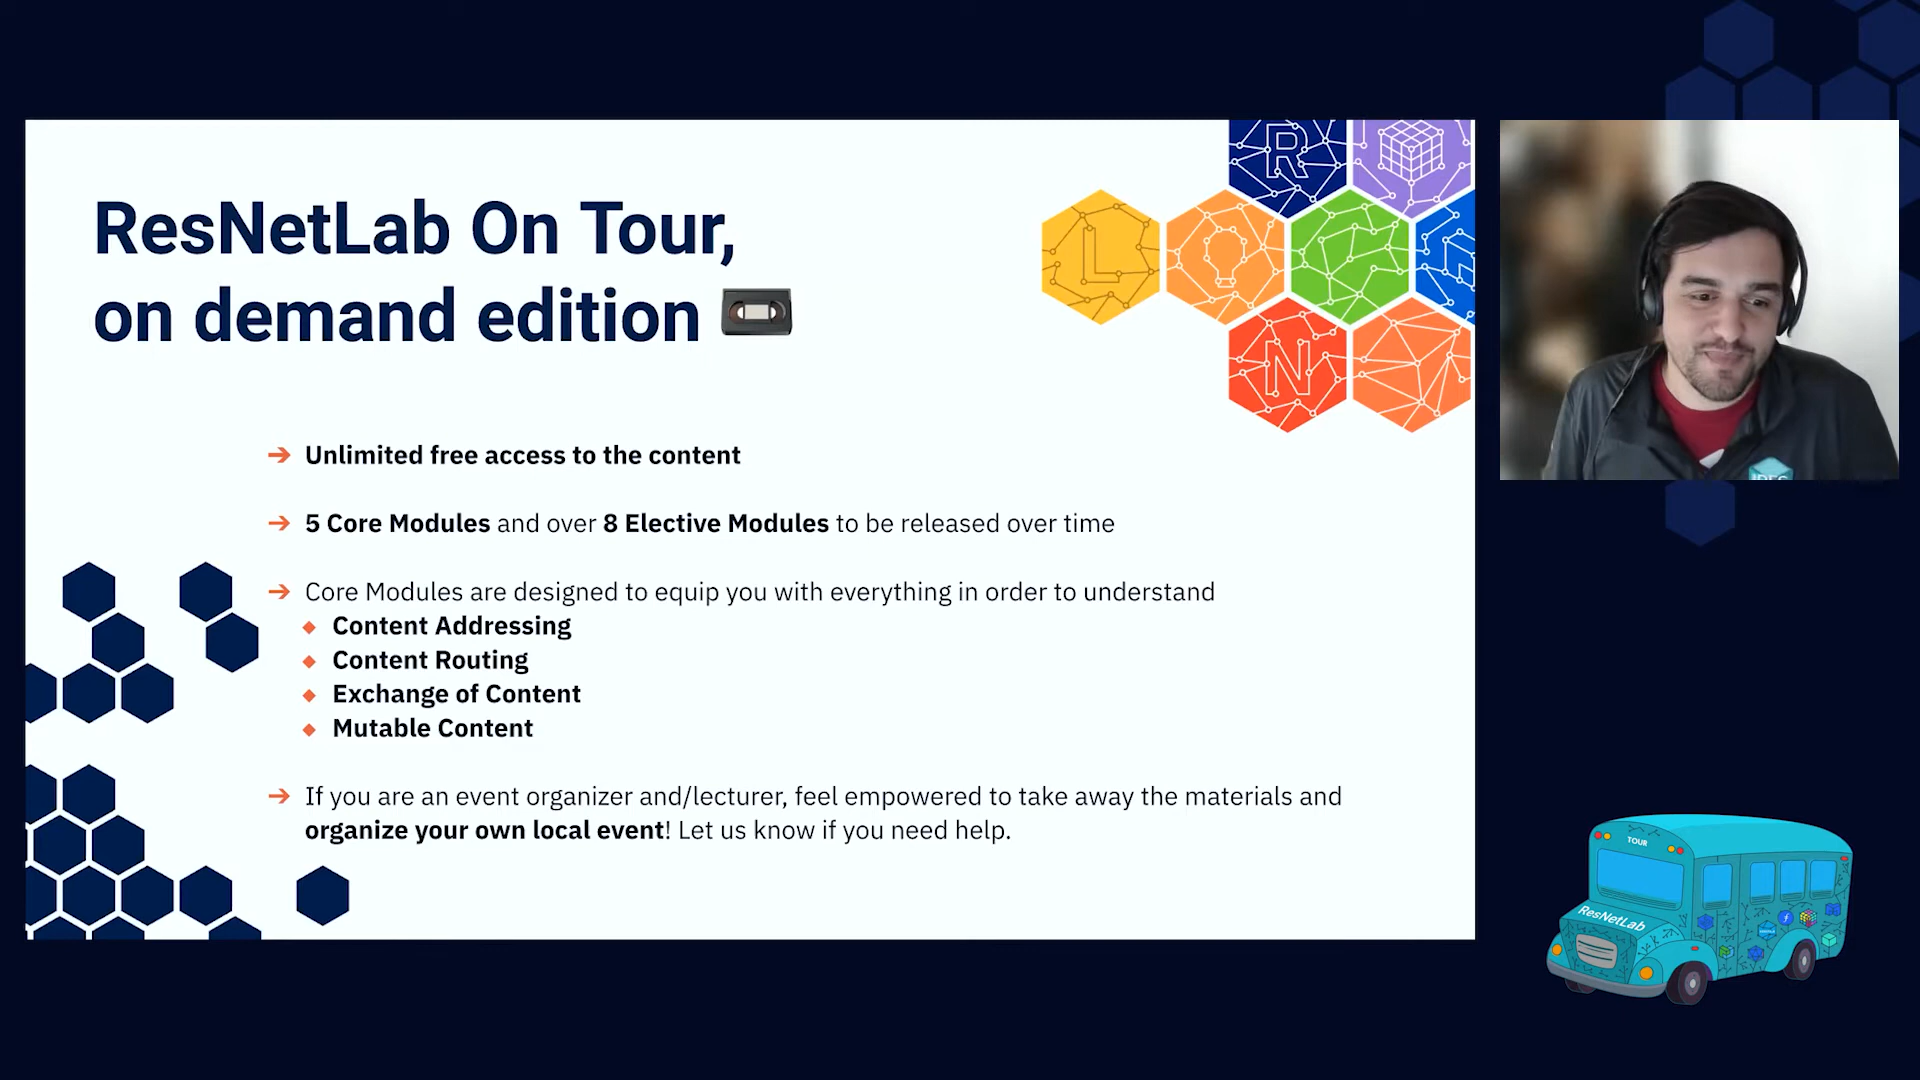 ResNetLab On Tour,
on demand edition
R
L
C
N
Unlimited free access to the content
5 Core Modules and over 8 Elective Modules to be released over time
Core Modules are designed to equip you with everything in order to understand
Content Addressing
Content Routing
Exchange of Content
Mutable Content
If you are an event organizer and/lecturer, feel empowered to take away the materials and
organize your own local event! Let us know if you need help.
IPFS
TOUR
ResNetLab